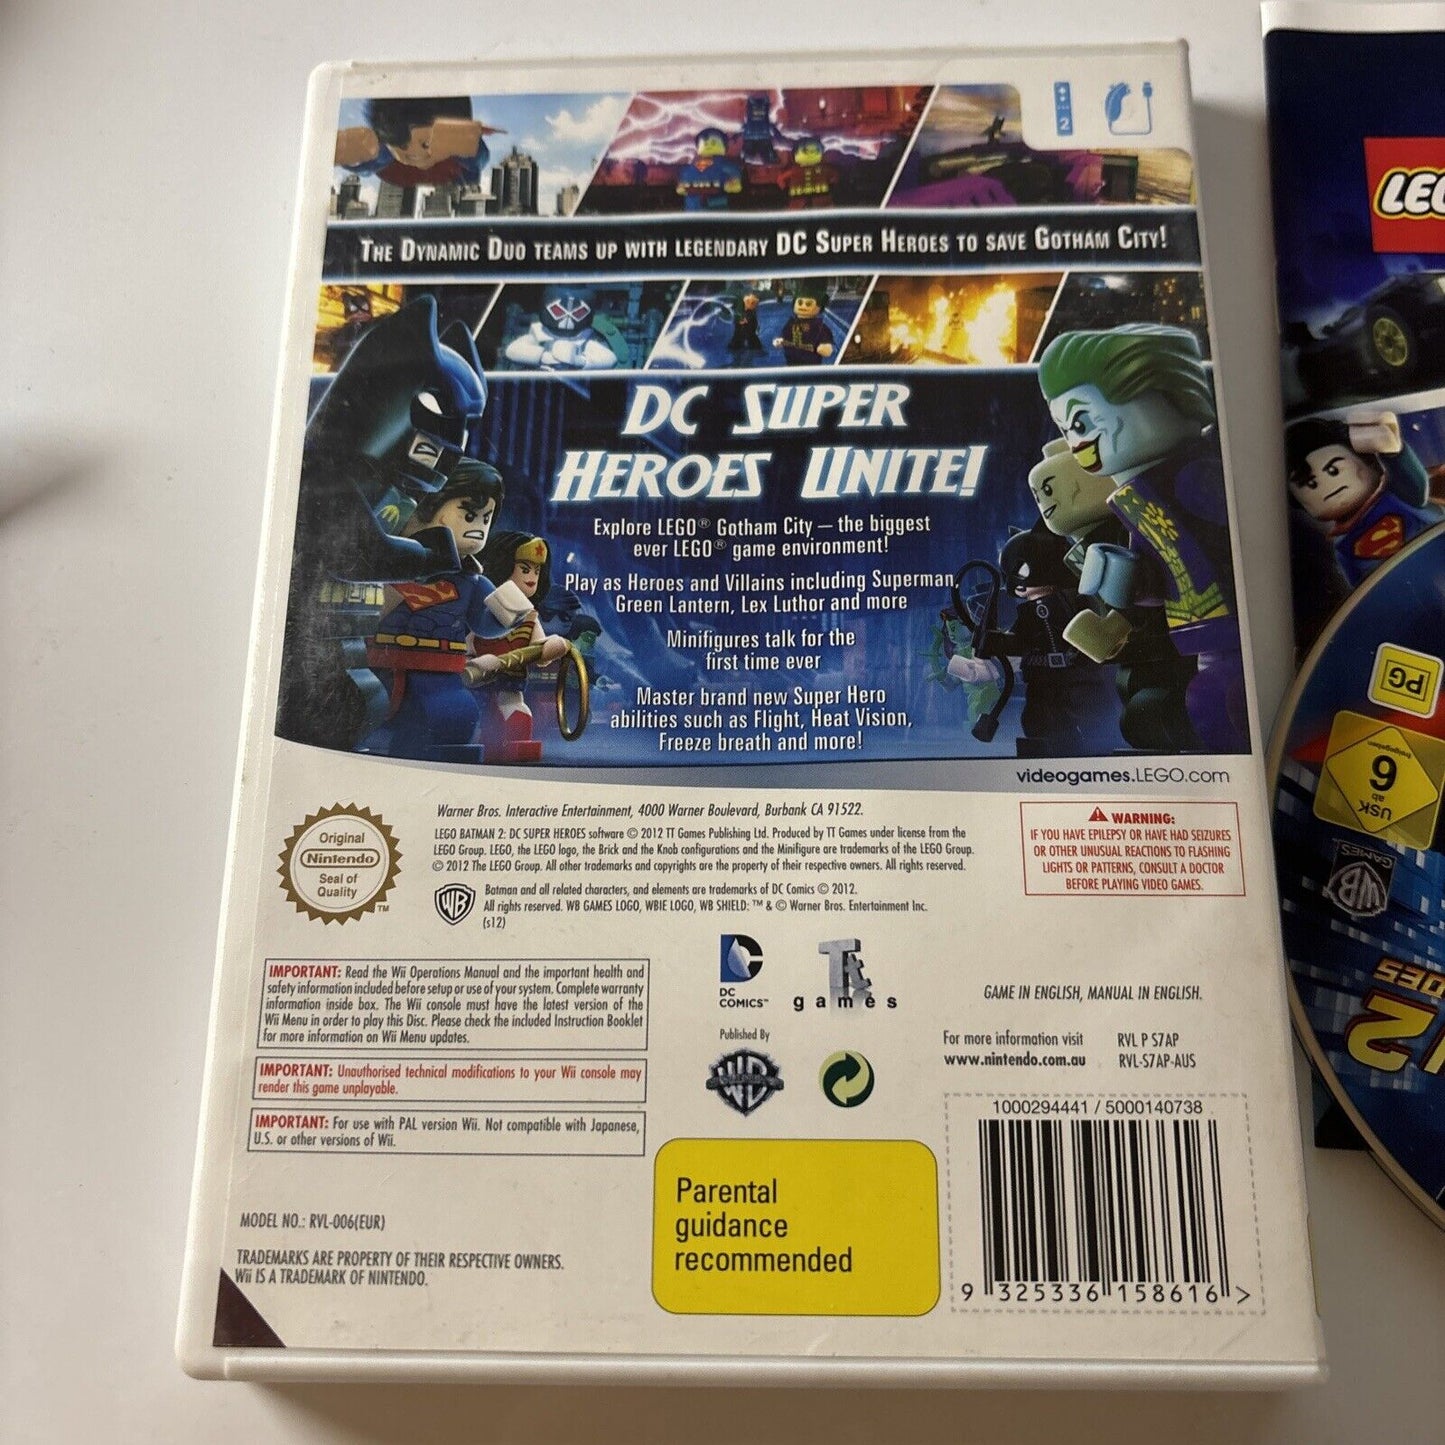 2
THE DYNAMIC DUO TEAMS UP WITH LEGENDARY DC SUPER HEROES TO SAVE GOTHAM CITY!
DC SUPER
HEROES UNITE!
Explore LEGO® Gotham City – the biggest
ever LEGO® game environment!
Play as Heroes and Villains including Superman,
Green Lantern, Lex Luthor and more
Minifigures talk for the
first time ever
Master brand new Super Hero
abilities such as Flight, Heat Vision,
Freeze breath and more!
videogames.LEGO.com
Original
Nintendo
Seal of
Quality
TM
Warner Bros. Interactive Entertainment, 4000 Warner Boulevard, Burbank CA 91522.
LEGO BATMAN 2: DC SUPER HEROES software © 2012 TT Games Publishing Ltd. Produced by TT Games under license from the
LEGO Group. LEGO, the LEGO logo, the Brick and the Knob configurations and the Minifigure are trademarks of the LEGO Group.
© 2012 The LEGO Group. All other trademarks and copyrights are the property of their respective owners. All rights reserved.
WB
Batman and all related characters, and elements are trademarks of DC Comics © 2012.
All rights reserved. WB GAMES LOGO, WBIE LOGO, WB SHIELD: ™ & © Warner Bros. Entertainment Inc.
(s12)
WARNING:
IF YOU HAVE EPILEPSY OR HAVE HAD SEIZURES
OR OTHER UNUSUAL REACTIONS TO FLASHING
LIGHTS OR PATTERNS, CONSULT A DOCTOR
BEFORE PLAYING VIDEO GAMES.
IMPORTANT: Read the Wii Operations Manual and the important health and
safety information included before setup or use of your system. Complete warranty
information inside box. The Wii console must have the latest version of the
Wii Menu in order to play this Disc. Please check the included Instruction Booklet
for more information on Wii Menu updates.
IMPORTANT: Unauthorised technical modifications to your Wii console may
render this game unplayable.
IMPORTANT: For use with PAL version Wii. Not compatible with Japanese,
U.S. or other versions of Wii.
DC
COMICS™
Tt
games
Published By
WB
GAME IN ENGLISH, MANUAL IN ENGLISH.
For more information visit
www.nintendo.com.au
RVL P S7AP
RVL-S7AP-AUS
1000294441 / 5000140738
9 325336 158616 >
Parental
guidance
recommended
MODEL NO.: RVL-006(EUR)
TRADEMARKS ARE PROPERTY OF THEIR RESPECTIVE OWNERS.
Wii IS A TRADEMARK OF NINTENDO.
LEG
PG
USK
ab
6
freigegeben
WB
GAMES
OES
2